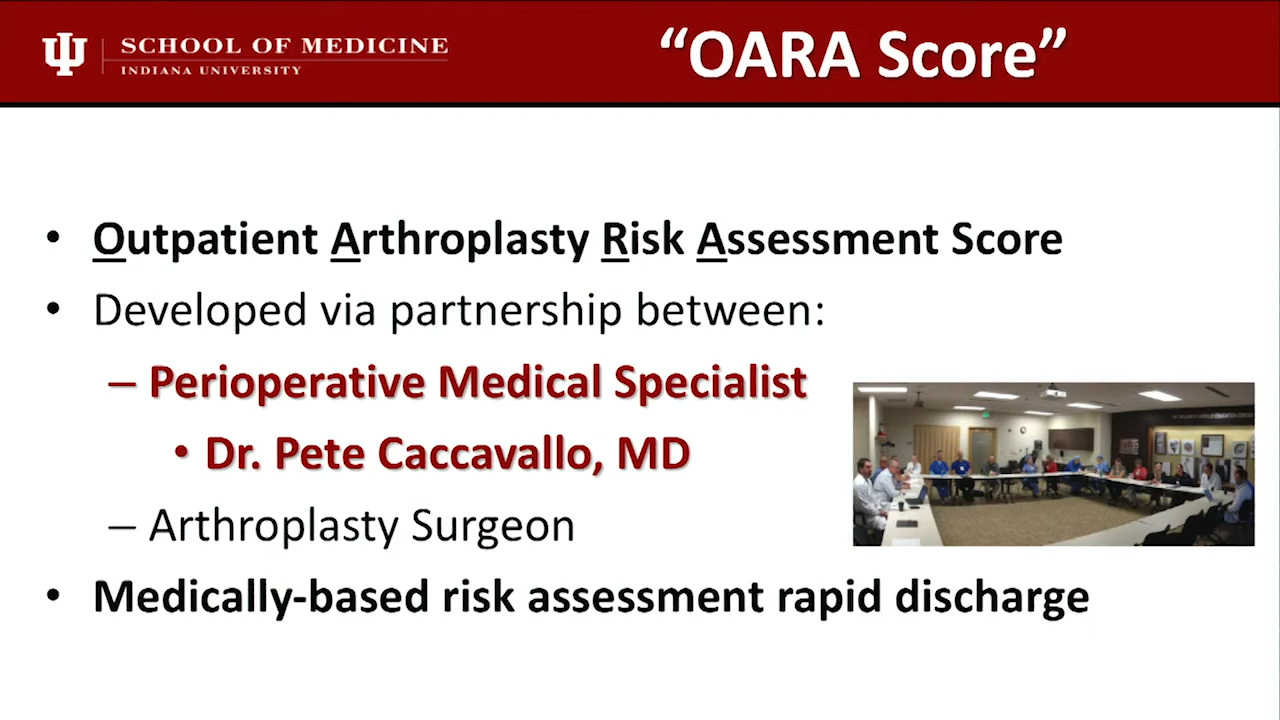 SCHOOL OF MEDICINE
INDIANA UNIVERSITY
“OARA Score”
• Outpatient Arthroplasty Risk Assessment Score
• Developed via partnership between:
– Perioperative Medical Specialist
• Dr. Pete Caccavallo, MD
– Arthroplasty Surgeon
• Medically-based risk assessment rapid discharge